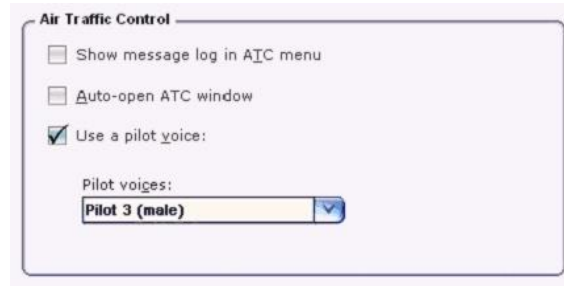 Air Traffic Control
Show message log in ATC menu
Auto-open ATC window
Use a pilot voice:
Pilot voices:
Pilot 3 (male)